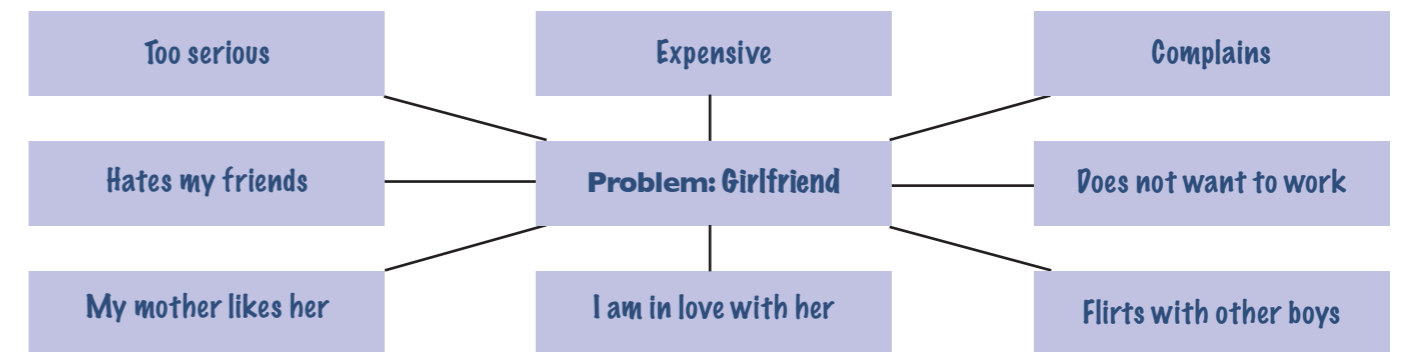 Too serious
Expensive
Complains
Hates my friends
Problem: Girlfriend
Does not want to work
My mother likes her
I am in love with her
Flirts with other boys